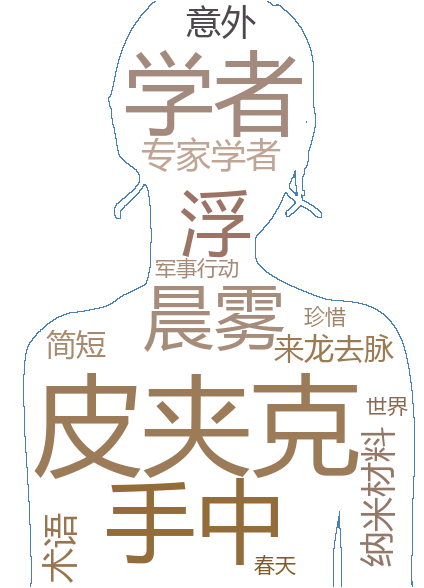 意外
学者
专家学者
浮
军事行动
晨雾
珍惜
简短
来龙去脉
皮夹克
世界
纳米材料
手中
术语
春天